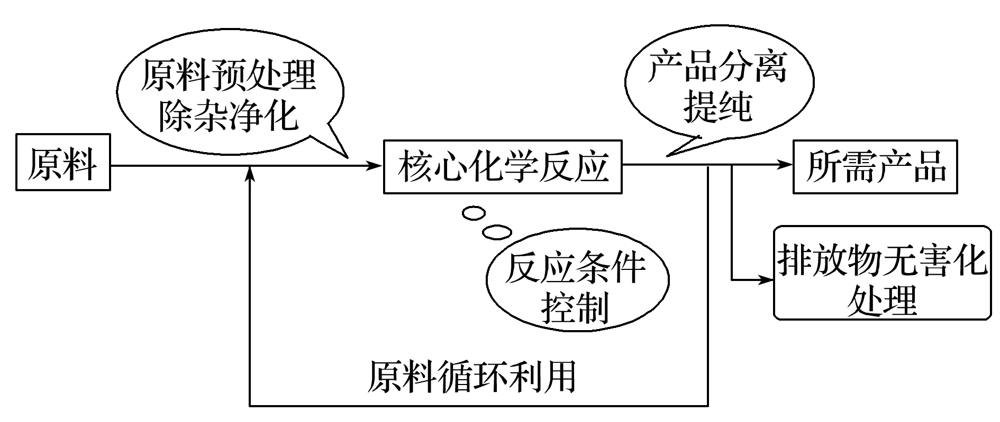 原料预处理
除杂净化
产品分离
提纯
原料
核心化学反应
所需产品
反应条件
控制
排放物无害化
处理
原料循环利用